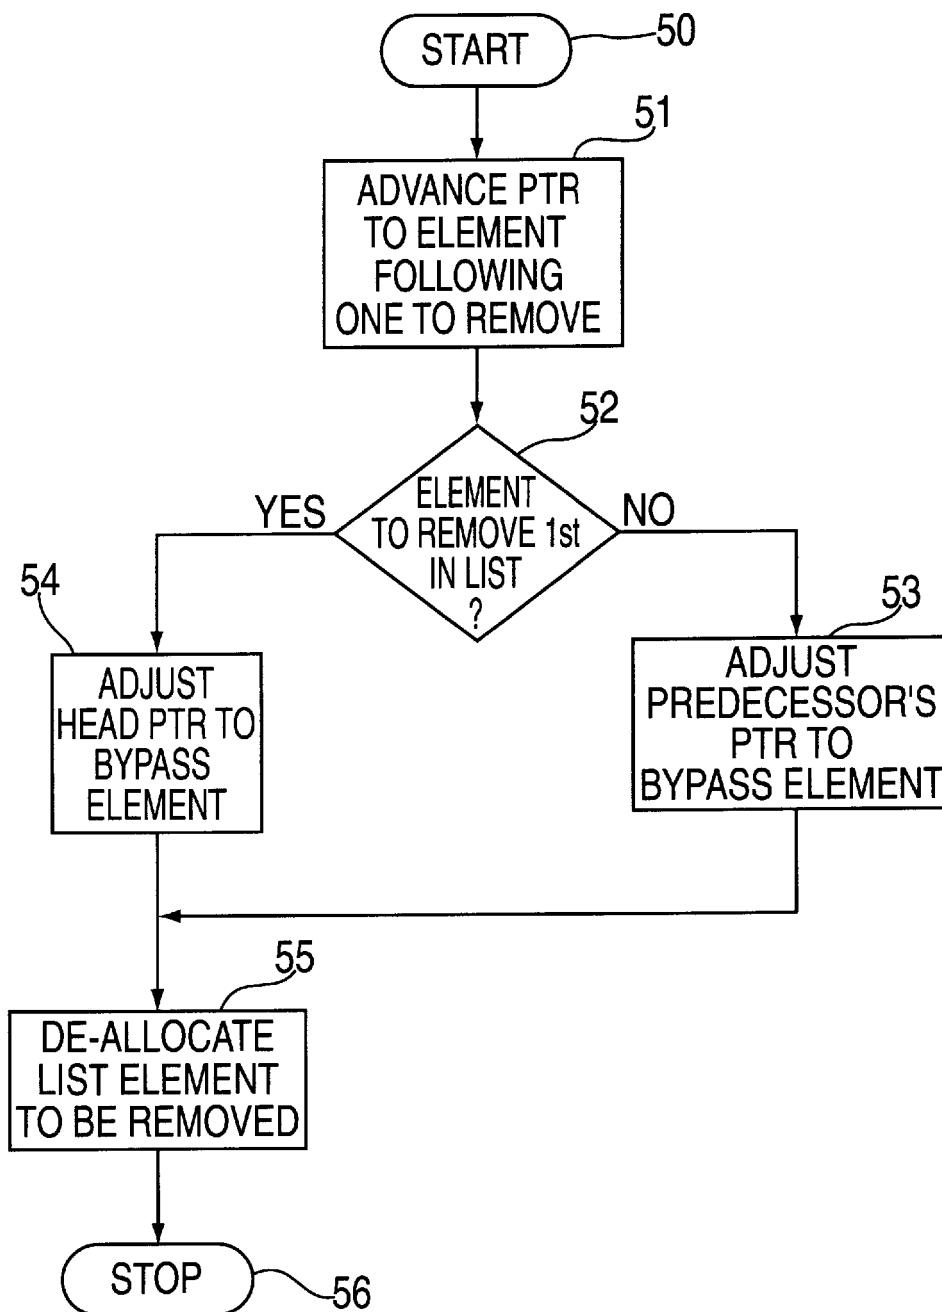 START
50
51
ADVANCE PTR
TO ELEMENT
FOLLOWING
ONE TO REMOVE
52
ELEMENT
TO REMOVE 1st
IN LIST
?
YES
NO
54
ADJUST
HEAD PTR TO
BYPASS
ELEMENT
53
ADJUST
PREDECESSOR'S
PTR TO
BYPASS ELEMENT
55
DE-ALLOCATE
LIST ELEMENT
TO BE REMOVED
STOP
56